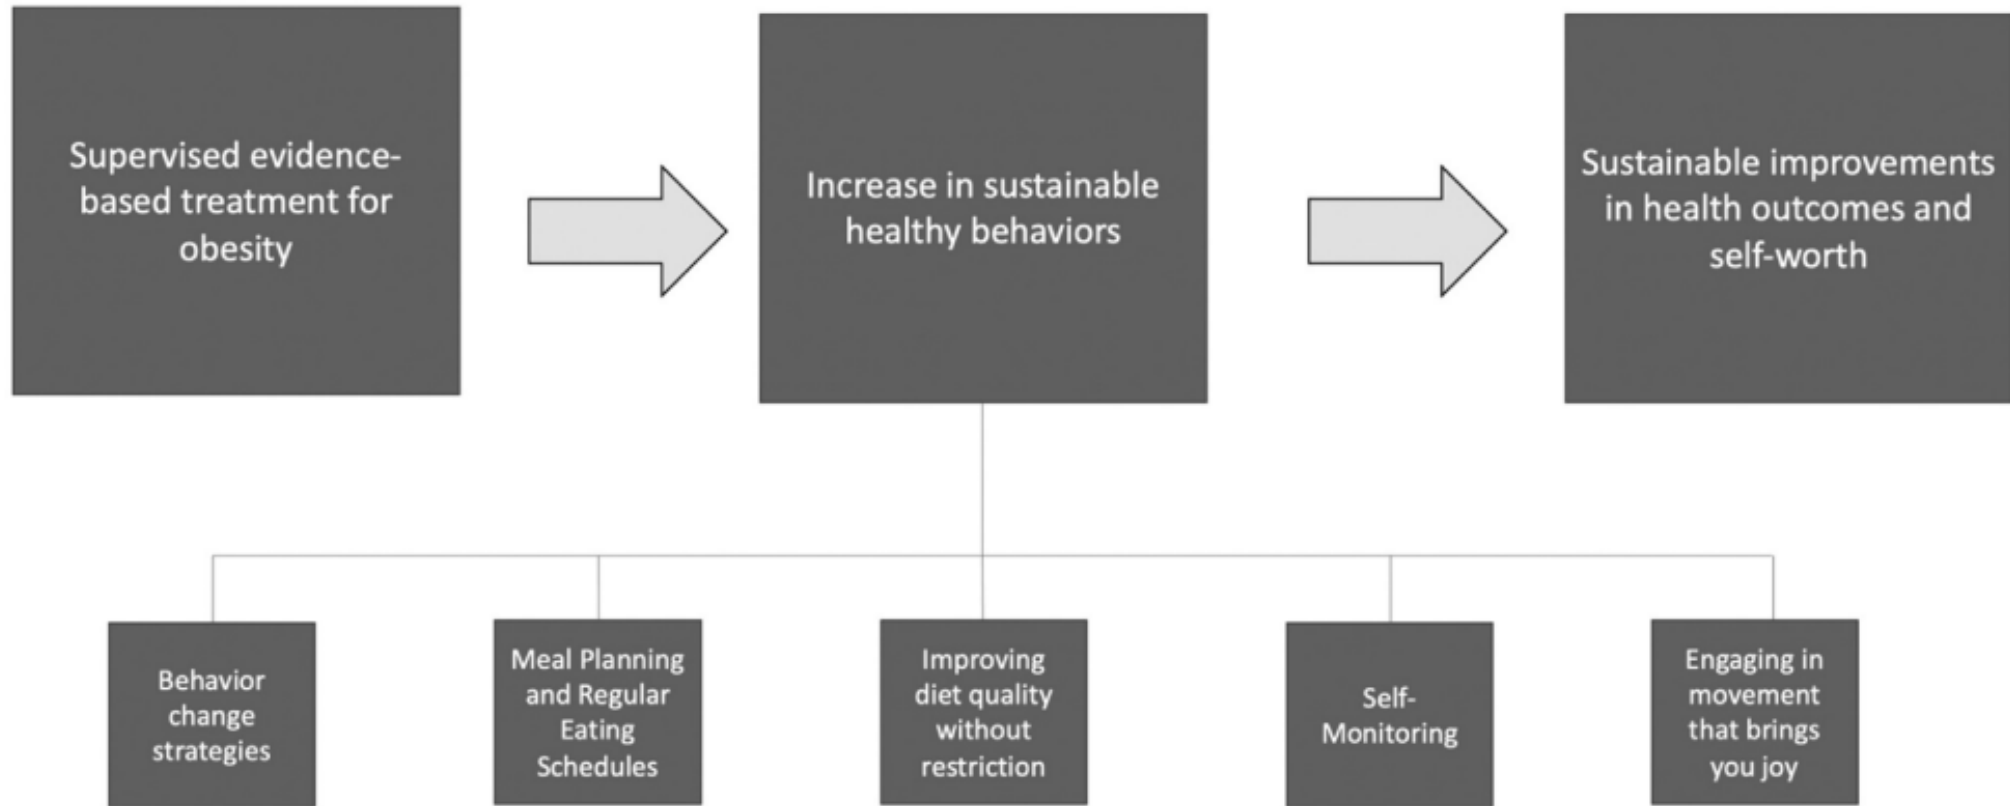 Supervised evidence-
based treatment for
obesity
Increase in sustainable
healthy behaviors
Sustainable improvements
in health outcomes and
self-worth
Behavior
change
strategies
Meal Planning
and Regular
Eating
Schedules
Improving
diet quality
without
restriction
Self-
Monitoring
Engaging in
movement
that brings
you joy